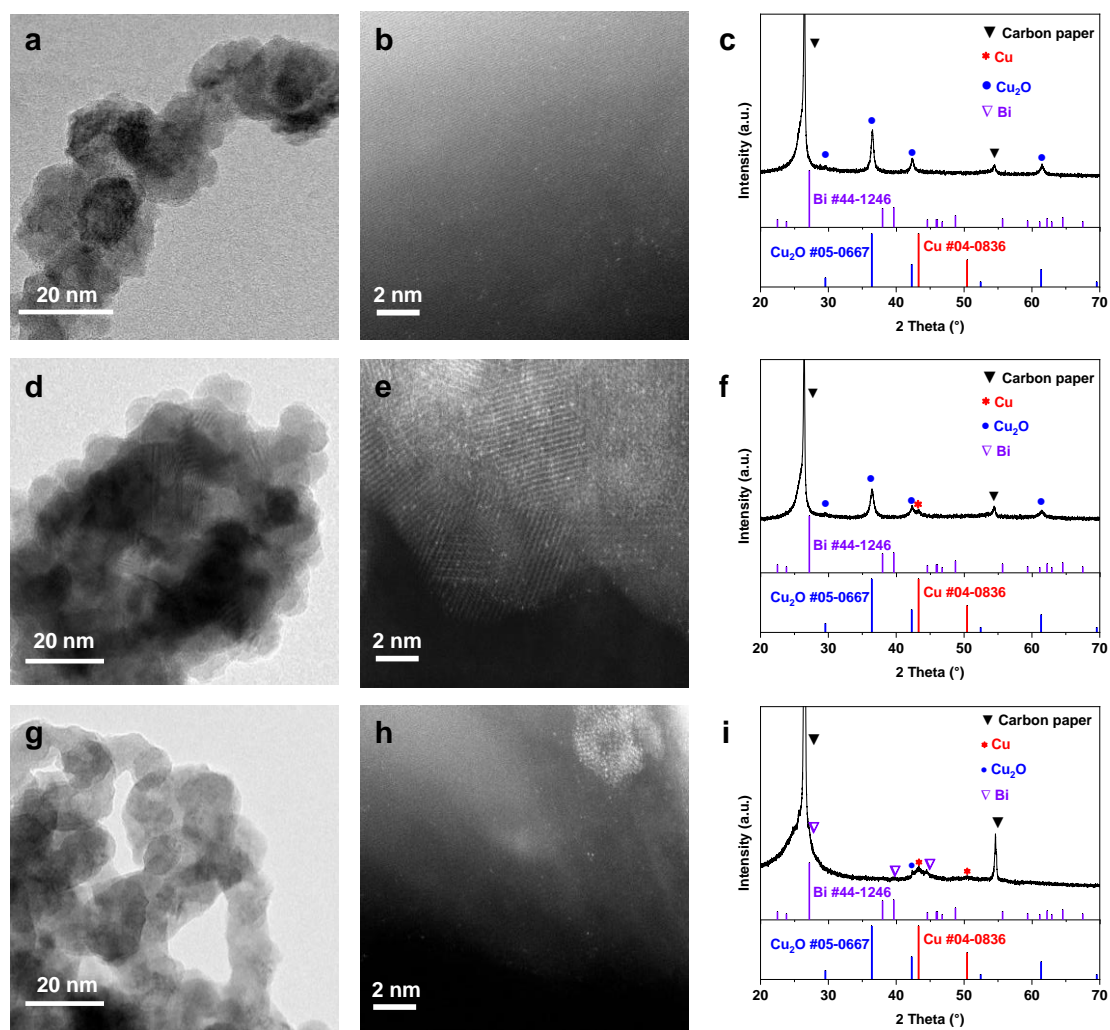 a
20 nm
b
2 nm
c
Carbon paper
Cu
Cu₂O
Bi
Intensity (a.u.)
Bi #44-1246
Cu₂O #05-0667
Cu #04-0836
20 30 40 50 60 70
2 Theta (°)
d
20 nm
e
2 nm
f
Carbon paper
Cu
Cu₂O
Bi
Intensity (a.u.)
Bi #44-1246
Cu₂O #05-0667
Cu #04-0836
20 30 40 50 60 70
2 Theta (°)
g
20 nm
h
2 nm
i
Carbon paper
Cu
Cu₂O
Bi
Intensity (a.u.)
Bi #44-1246
Cu₂O #05-0667
Cu #04-0836
20 30 40 50 60 70
2 Theta (°)